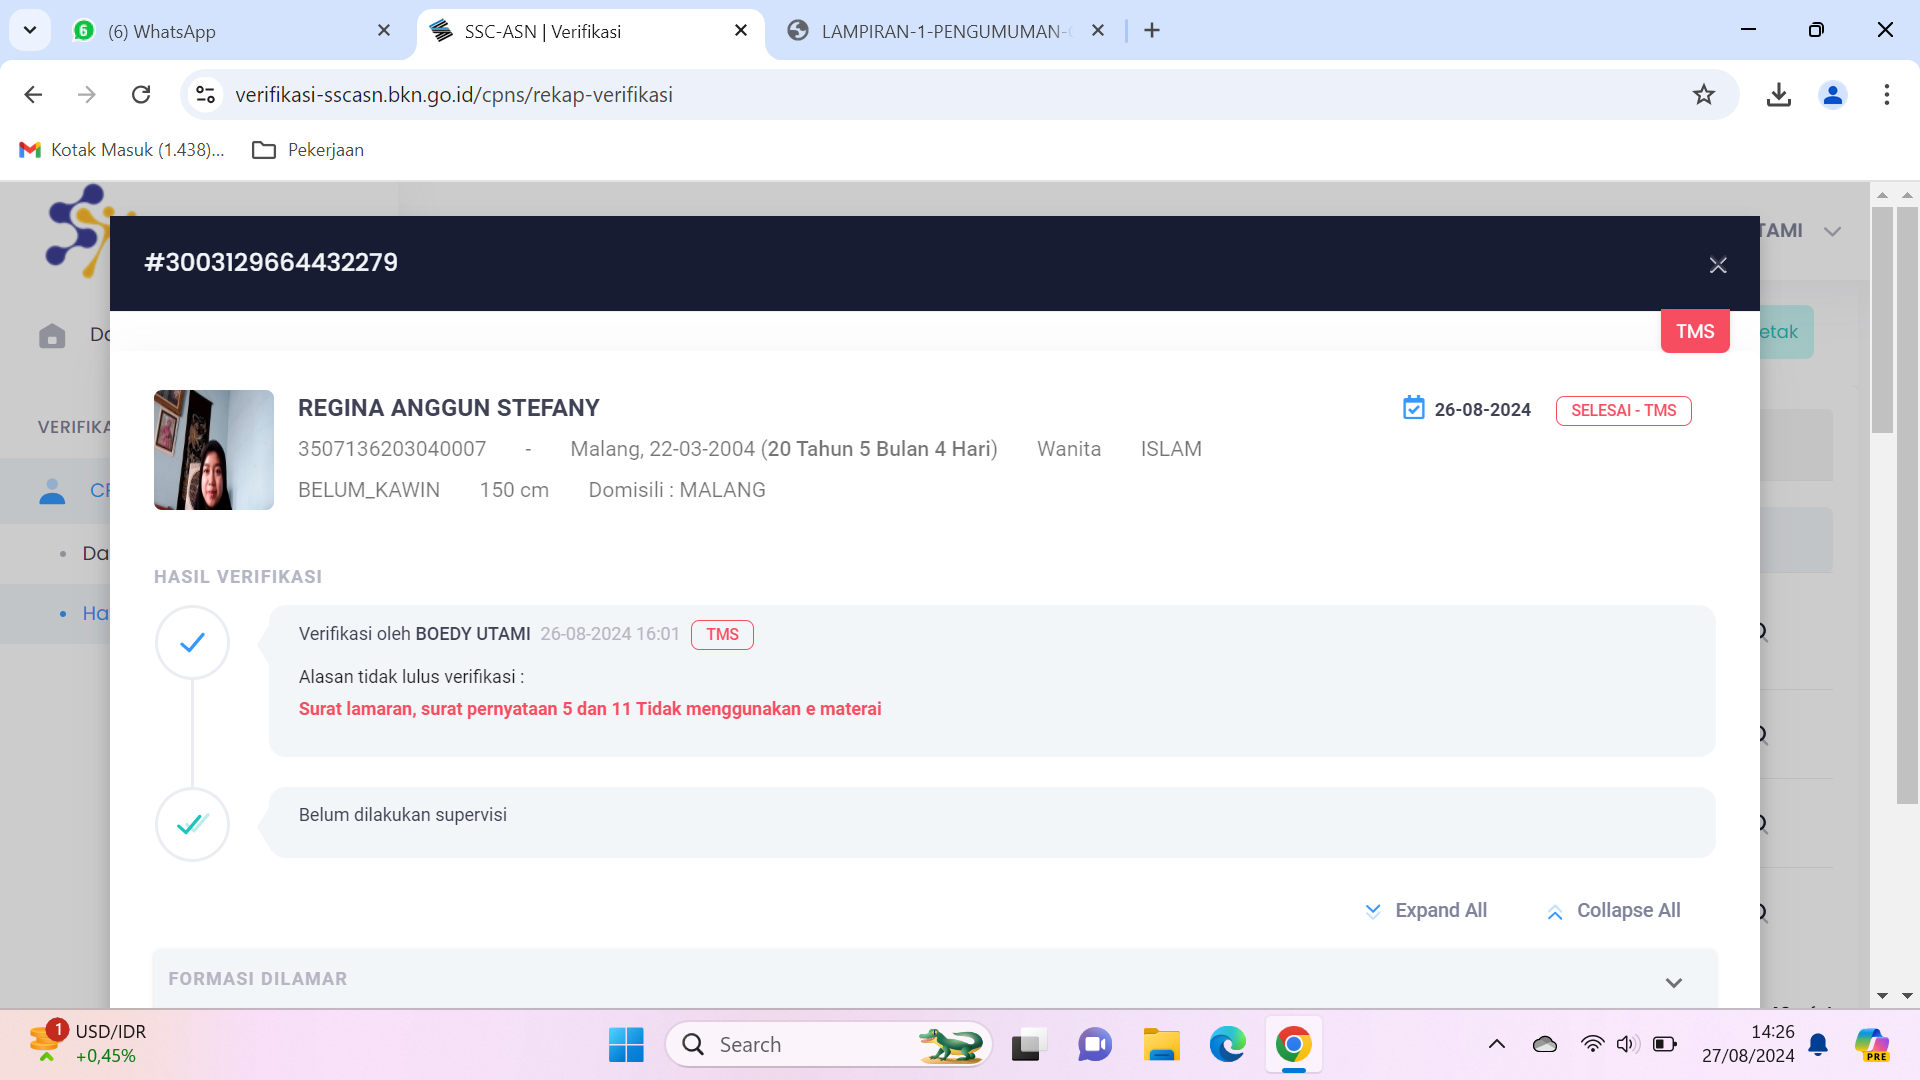 (6) WhatsApp
SSC-ASN | Verifikasi
LAMPIRAN-1-PENGUMUMAN-
verifikasi-sscasn.bkn.go.id/cpns/rekap-verifikasi
Kotak Masuk (1.438)...
Pekerjaan
TAMI
#3003129664432279
TMS
etak
Da
VERIFIKA
CP
Da
Ha
REGINA ANGGUN STEFANY
26-08-2024
SELESAI - TMS
3507136203040007 - Malang, 22-03-2004 (20 Tahun 5 Bulan 4 Hari) Wanita ISLAM
BELUM_KAWIN 150 cm Domisili : MALANG
HASIL VERIFIKASI
Verifikasi oleh BOEDY UTAMI 26-08-2024 16:01 TMS
Alasan tidak lulus verifikasi :
Surat lamaran, surat pernyataan 5 dan 11 Tidak menggunakan e materai
Belum dilakukan supervisi
Expand All
Collapse All
FORMASI DILAMAR
1
USD/IDR
+0,45%
Search
PRE
14:26
27/08/2024